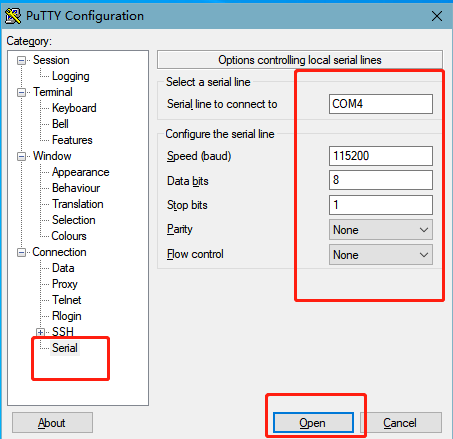 PuTTY Configuration
Category:
Session
Logging
Terminal
Keyboard
Bell
Features
Window
Appearance
Behaviour
Translation
Selection
Colours
Connection
Data
Proxy
Telnet
Rlogin
SSH
Serial
Options controlling local serial lines
Select a serial line
Serial line to connect to COM4
Configure the serial line
Speed (baud) 115200
Data bits 8
Stop bits 1
Parity None
Flow control None
About Open Cancel